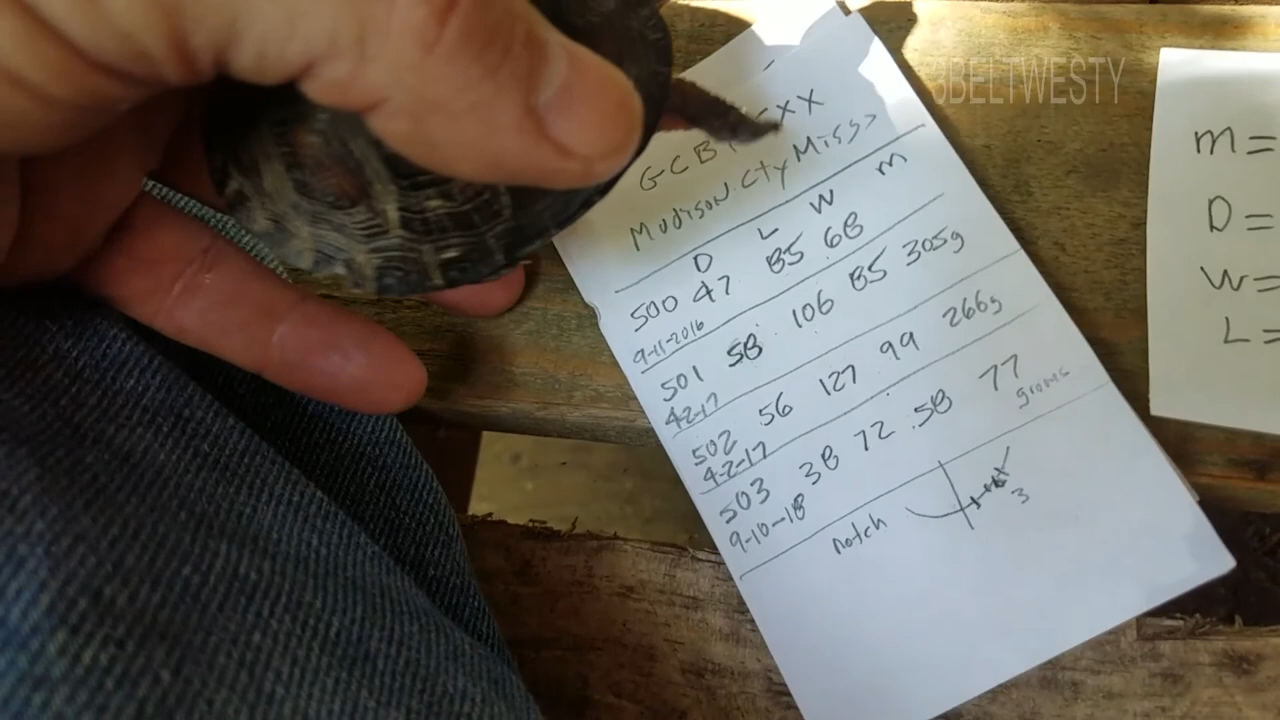 3BELTWESTY
GCB XX
Madison Cty Miss
D L W M
500 47 85 68
9-11-2016
501 58 106 85 305g
4-2-17
502 56 127 99 266g
4-2-17
503 38 72 58 77
9-10-18 grams
notch
3
M =
D =
W =
L =